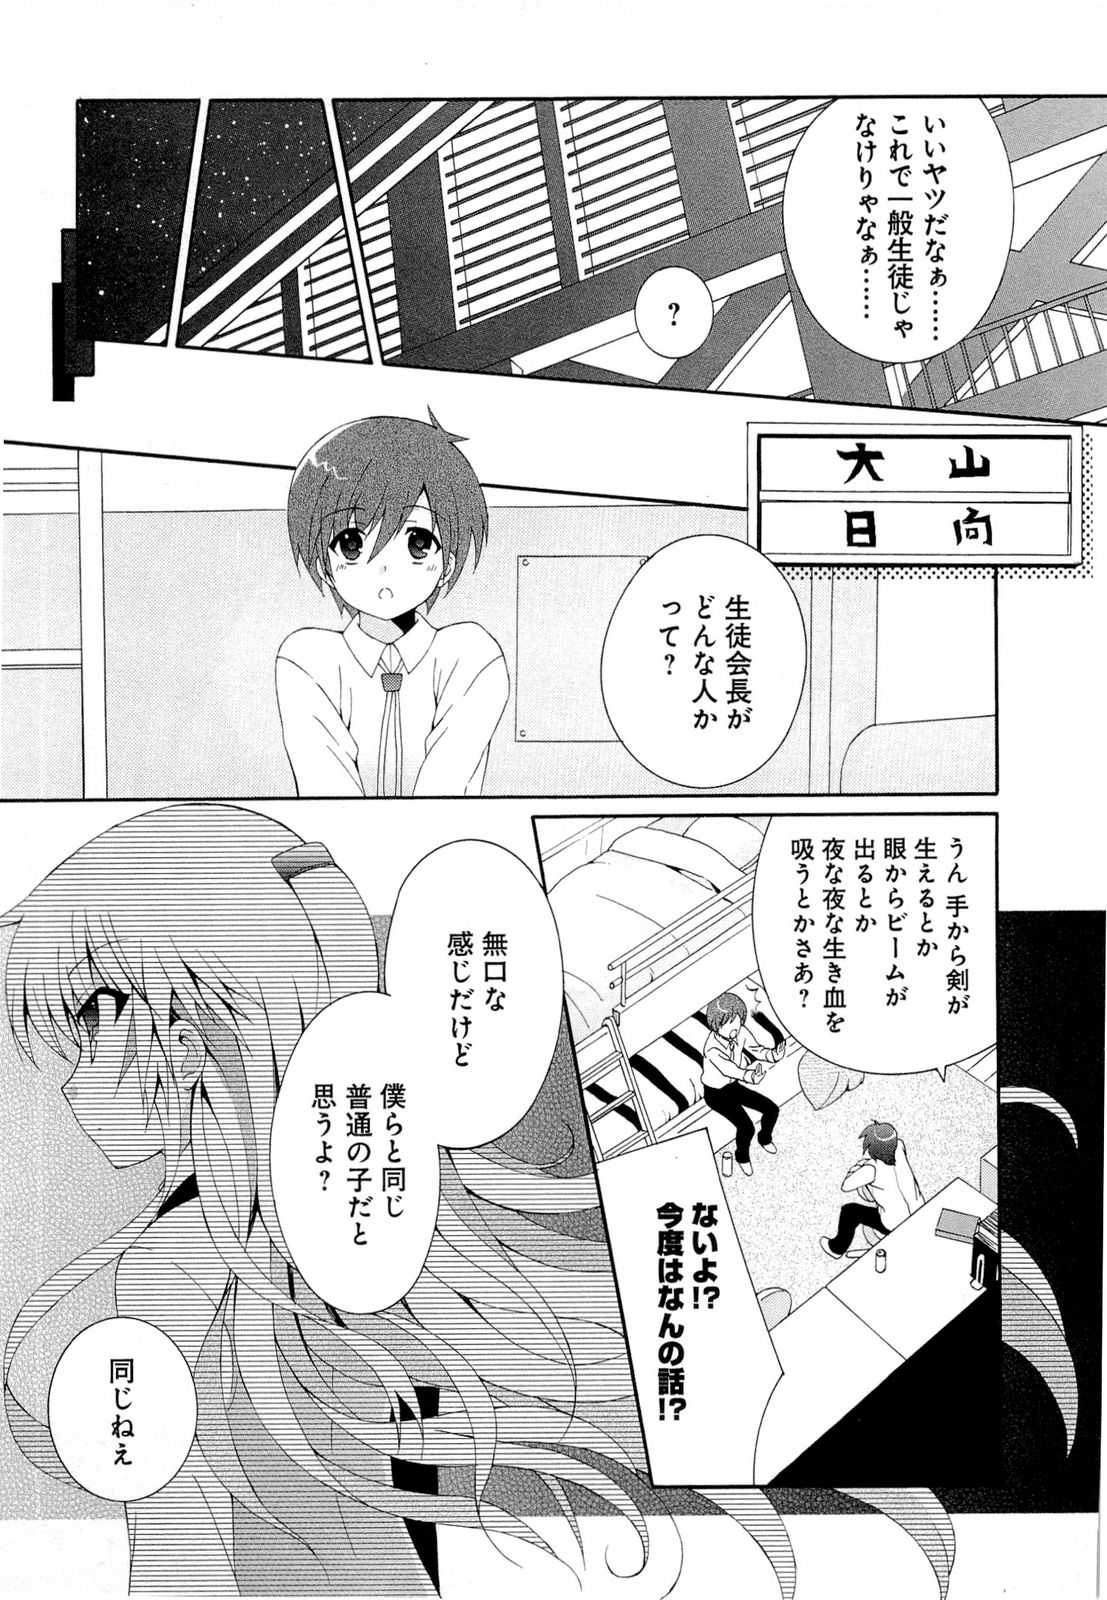 いいヤツだなぁ……
これで一般生徒じゃ
なけりゃなぁ……
?
大山
日向
生徒会長が
どんな人か
って?
うん 手から剣が
生えるとか
眼からビームが
出るとか
夜な夜な生き血を
吸うとかさあ?
ないよ!?
今度はなんの話!?
無口な
感じだけど
僕らと同じ
普通の子だと
思うよ?
同じねえ